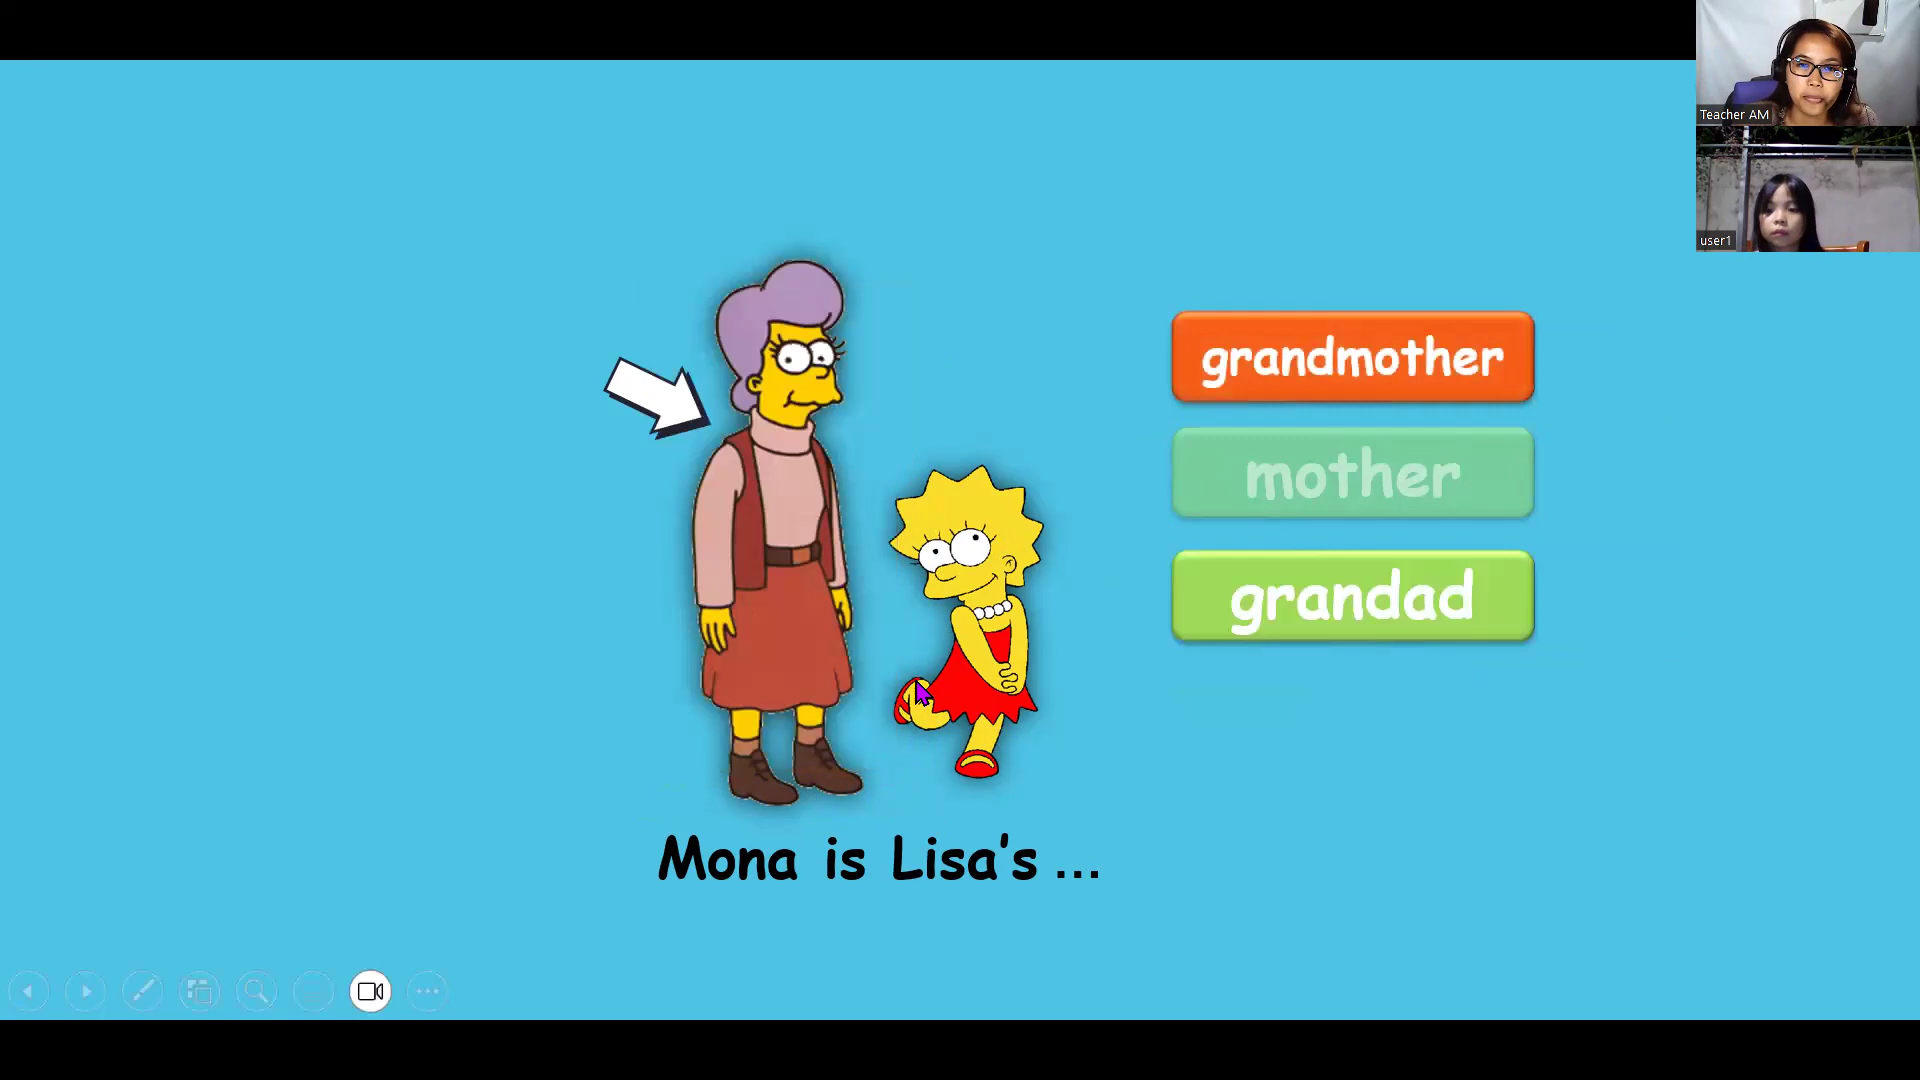 Teacher AM
user1
grandmother
mother
grandad
Mona is Lisa's ...